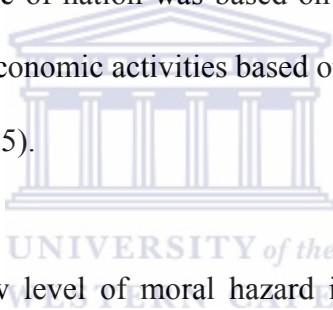 e of nation was based on
conomic activities based o
5).
UNIVERSITY of the
v level of moral hazard i
WESTERN CAPE